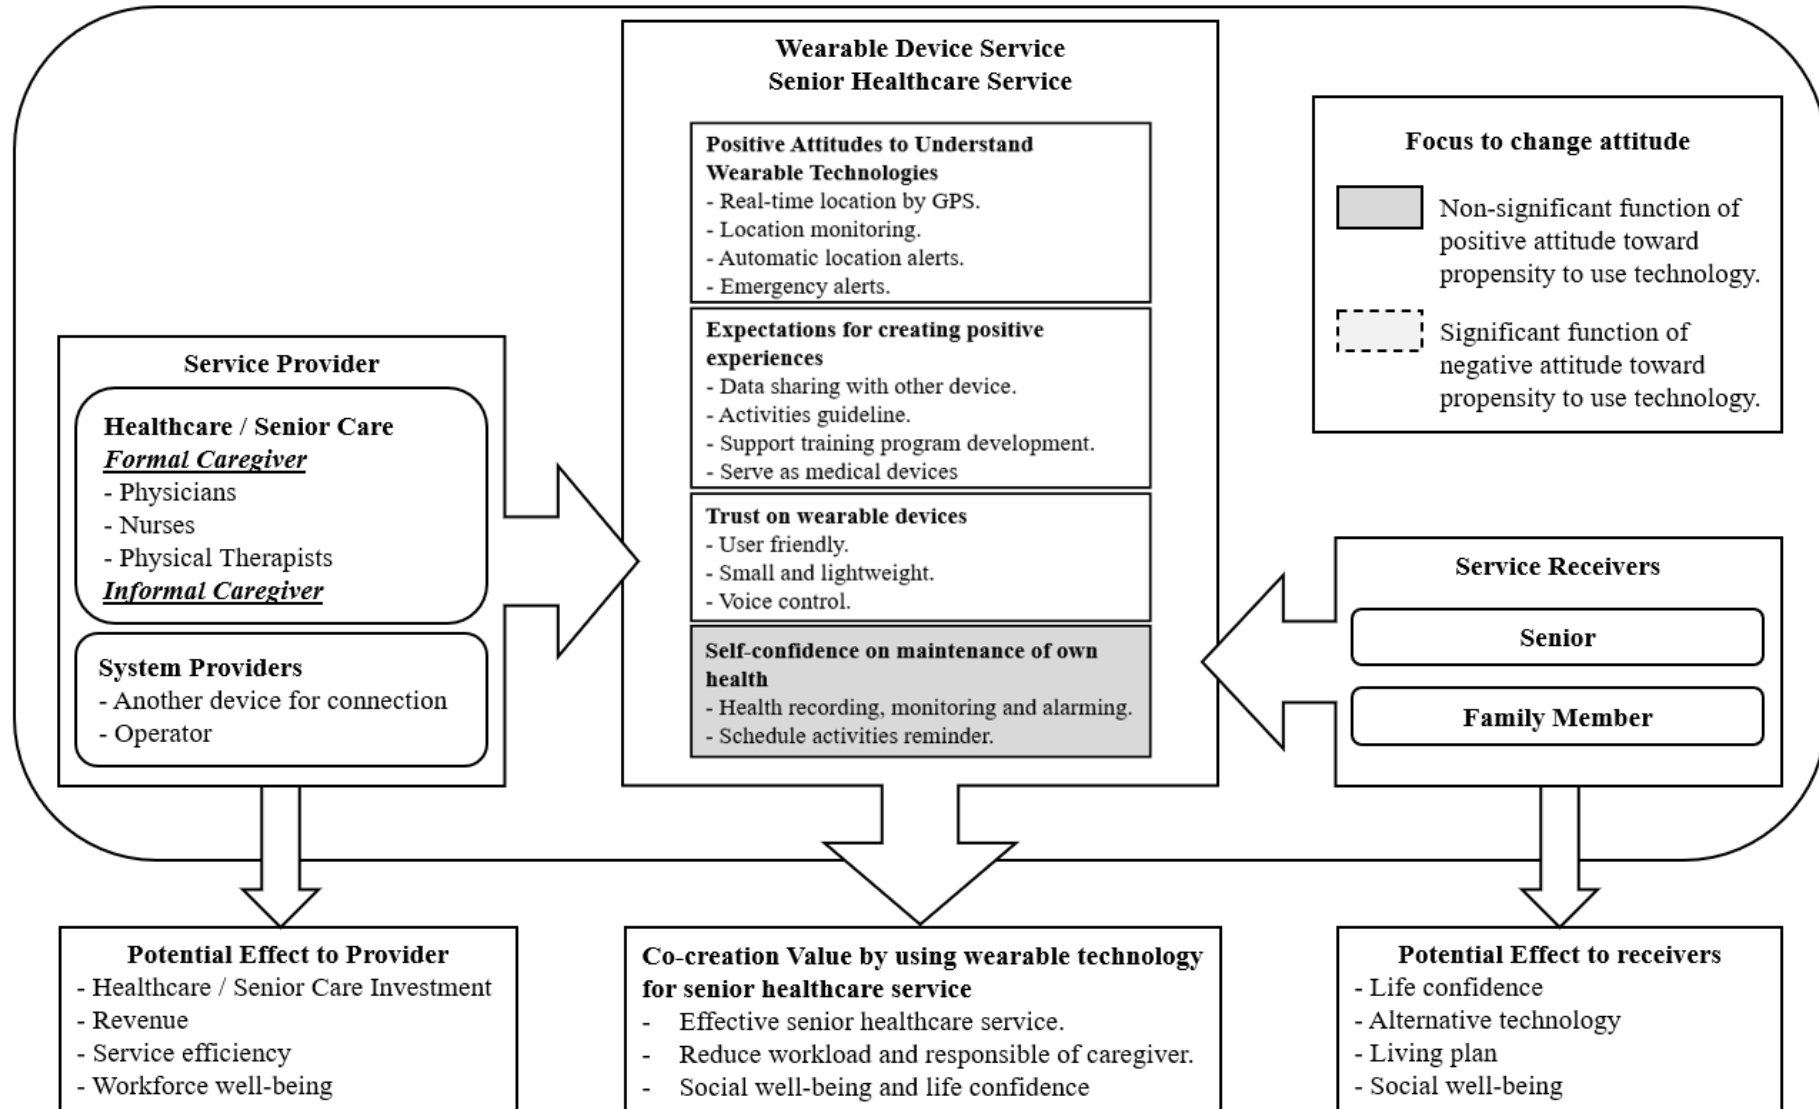 Wearable Device Service
Senior Healthcare Service
Positive Attitudes to Understand
Wearable Technologies
- Real-time location by GPS.
- Location monitoring.
- Automatic location alerts.
- Emergency alerts.
Expectations for creating positive
experiences
- Data sharing with other device.
- Activities guideline.
- Support training program development.
- Serve as medical devices
Trust on wearable devices
- User friendly.
- Small and lightweight.
- Voice control.
Self-confidence on maintenance of own
health
- Health recording, monitoring and alarming.
- Schedule activities reminder.
Focus to change attitude
Non-significant function of
positive attitude toward
propensity to use technology.
Significant function of
negative attitude toward
propensity to use technology.
Service Provider
Healthcare / Senior Care
Formal Caregiver
- Physicians
- Nurses
- Physical Therapists
Informal Caregiver
System Providers
- Another device for connection
- Operator
Service Receivers
Senior
Family Member
Potential Effect to Provider
- Healthcare / Senior Care Investment
- Revenue
- Service efficiency
- Workforce well-being
Co-creation Value by using wearable technology
for senior healthcare service
- Effective senior healthcare service.
- Reduce workload and responsible of caregiver.
- Social well-being and life confidence
Potential Effect to receivers
- Life confidence
- Alternative technology
- Living plan
- Social well-being